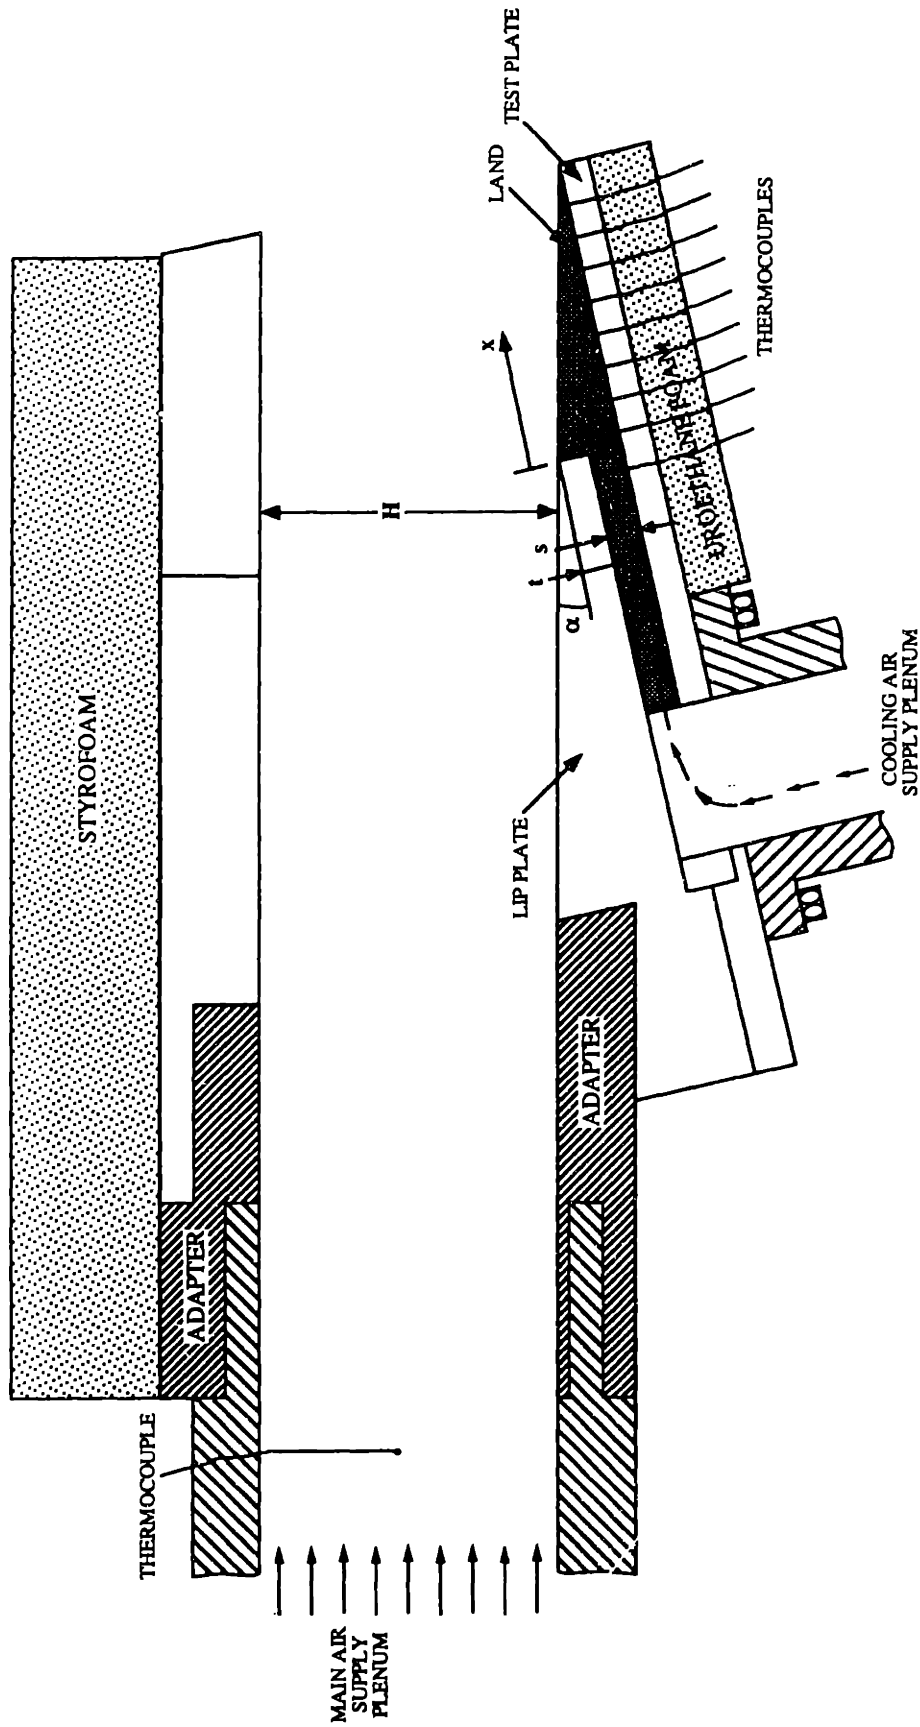 STYROFOAM
THERMOCOUPLE
ADAPTER
MAIN AIR
SUPPLY
PLENUM
H
x
LAND
TEST PLATE
LIP PLATE
α
t
s
ADAPTER
URETHANE FOAM
THERMOCOUPLES
COOLING AIR
SUPPLY PLENUM